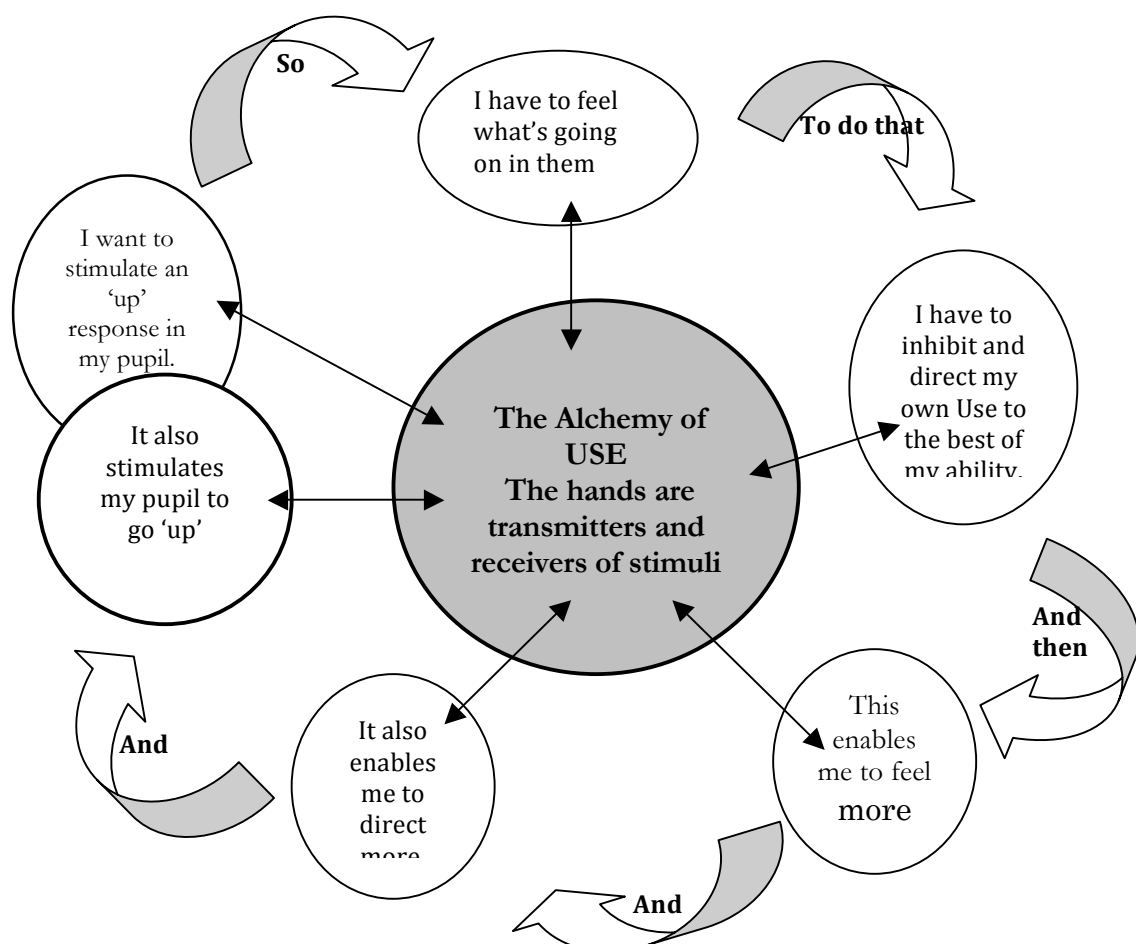 So
I have to feel
what's going
on in them
To do that
I want to
stimulate an
‘up’
response in
my pupil.
I have to
inhibit and
direct my
own Use to
the best of
my ability.
The Alchemy of
USE
The hands are
transmitters and
receivers of stimuli
It also
stimulates
my pupil to
go ‘up’
And
then
This
enables
me to feel
more
It also
enables
me to
direct
more
And
And